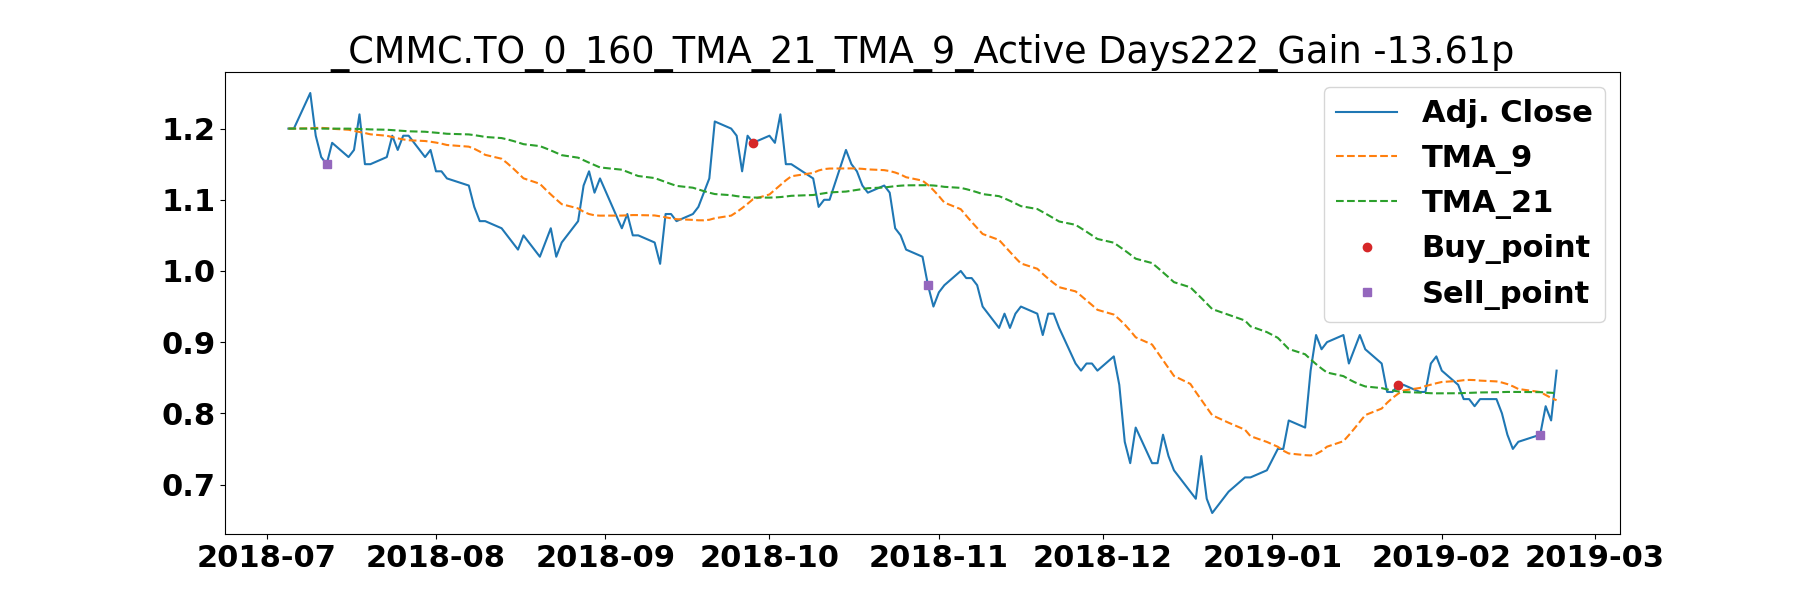 _CMMC.TO_0_160_TMA_21_TMA_9_Active Days222_Gain -13.61p
1.2
1.1
1.0
0.9
0.8
0.7
Adj. Close
TMA_9
TMA_21
Buy_point
Sell_point
2018-07 2018-08 2018-09 2018-10 2018-11 2018-12 2019-01 2019-02 2019-03